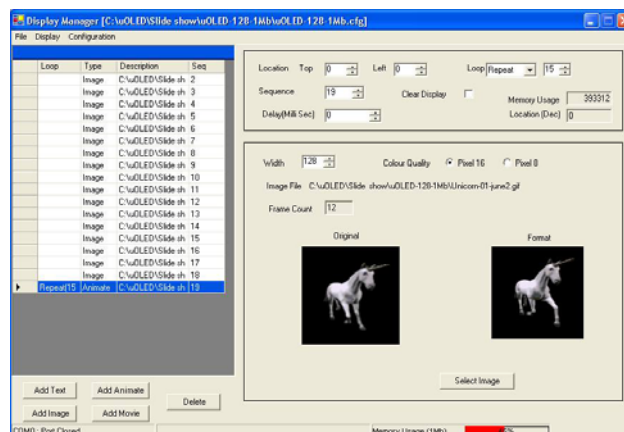 Display Manager [C:\uOLED\Slide show\uOLED-128-1Mb\uOLED-128-1Mb.cfg]
File Display Configuration
Loop Type Description Seq
Image C:\uOLED\Slide sh 2
Image C:\uOLED\Slide sh 3
Image C:\uOLED\Slide sh 4
Image C:\uOLED\Slide sh 5
Image C:\uOLED\Slide sh 6
Image C:\uOLED\Slide sh 7
Image C:\uOLED\Slide sh 8
Image C:\uOLED\Slide sh 9
Image C:\uOLED\Slide sh 10
Image C:\uOLED\Slide sh 11
Image C:\uOLED\Slide sh 12
Image C:\uOLED\Slide sh 13
Image C:\uOLED\Slide sh 14
Image C:\uOLED\Slide sh 15
Image C:\uOLED\Slide sh 16
Image C:\uOLED\Slide sh 17
Image C:\uOLED\Slide sh 18
Repeat(15 Animate C:\uOLED\Slide sh 19
Add Text Add Animate
Delete
Add Image Add Movie
Location Top 0 Left 0 Loop Repeat 15
Sequence 19 Clear Display Memory Usage 393312
Delay(Milli Sec) 0 Location (Dec) 0
Width 128 Colour Quality Pixel 16 Pixel 8
Image File C:\uOLED\Slide show\uOLED-128-1Mb\Unicorn-01-june2.gif
Frame Count 12
Original Format
Select Image
COM0 : Port Closed Memory Usage (1Mb)